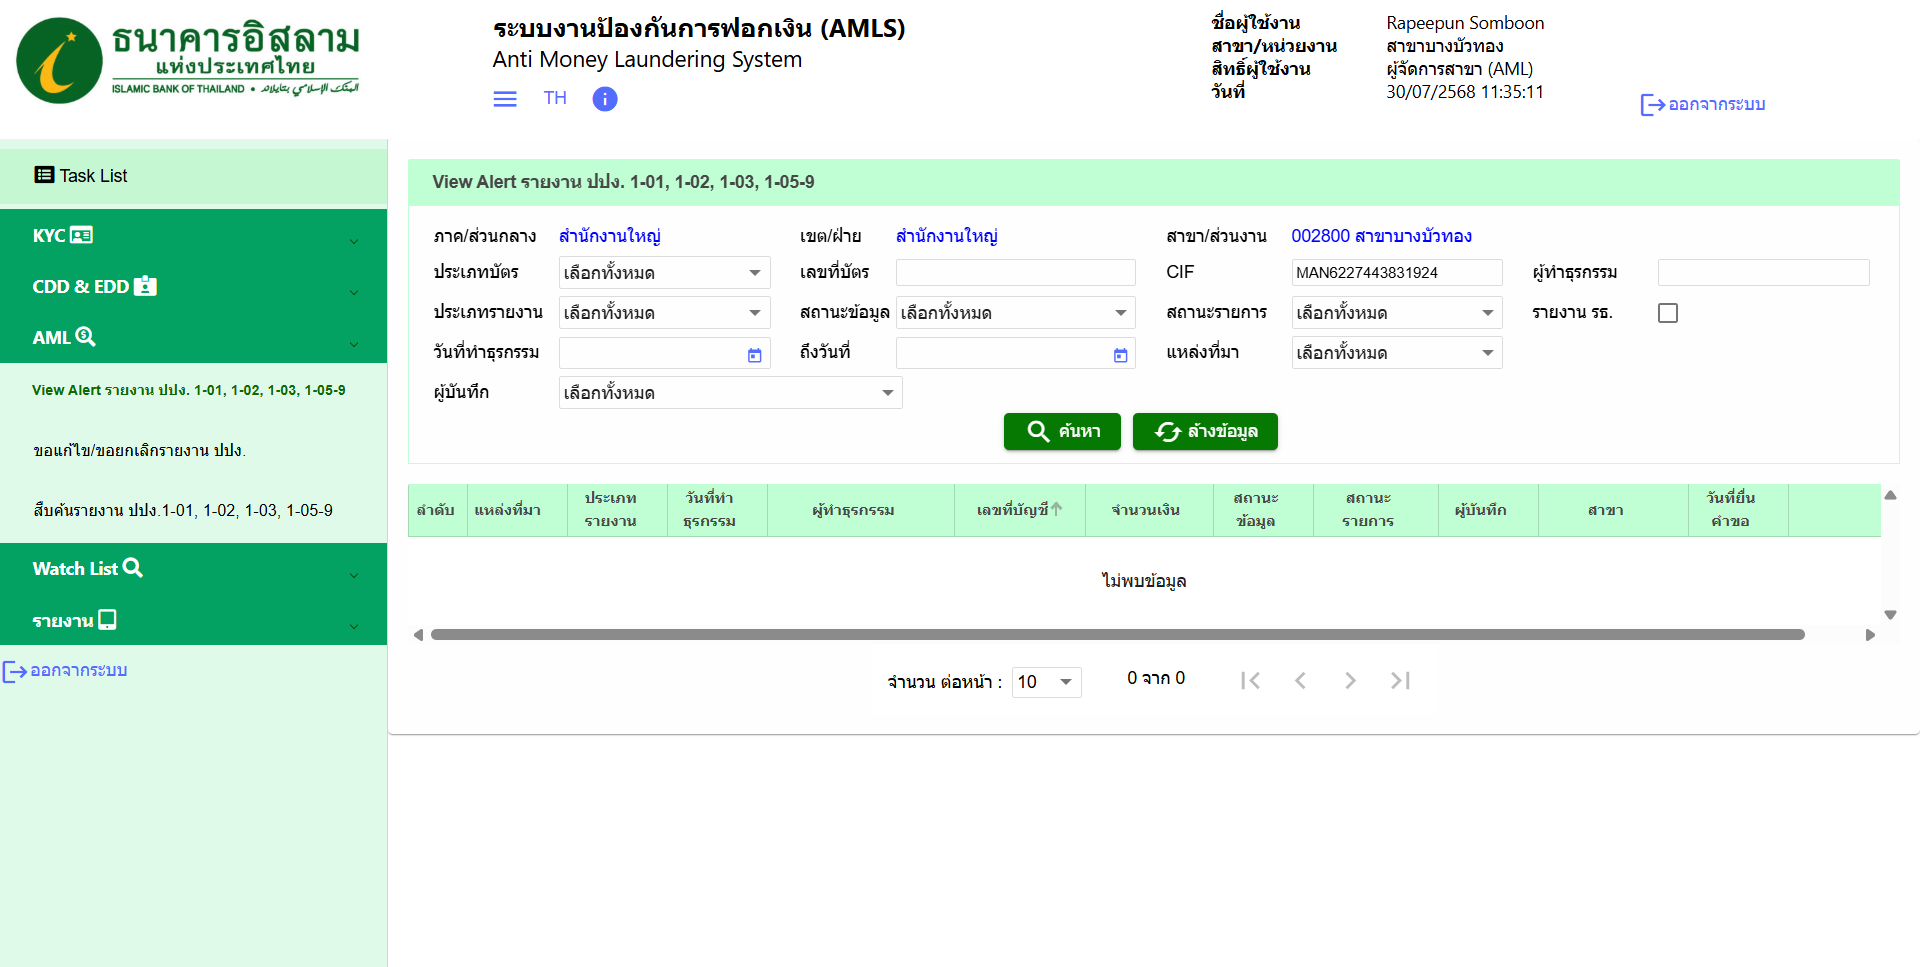 ธนาคารอิสลาม
แห่งประเทศไทย
ISLAMIC BANK OF THAILAND •
ระบบงานป้องกันการฟอกเงิน (AMLS)
Anti Money Laundering System
TH
ชื่อผู้ใช้งาน Rapeepun Somboon
สาขา/หน่วยงาน สาขาบางบัวทอง
สิทธิ์ผู้ใช้งาน ผู้จัดการสาขา (AML)
วันที่ 30/07/2568 11:35:11
ออกจากระบบ
Task List
KYC
CDD & EDD
AML
View Alert รายงาน ปปง. 1-01, 1-02, 1-03, 1-05-9
ขอแก้ไข/ขอยกเลิกรายงาน ปปง.
สืบค้นรายงาน ปปง.1-01, 1-02, 1-03, 1-05-9
Watch List
รายงาน
ออกจากระบบ
View Alert รายงาน ปปง. 1-01, 1-02, 1-03, 1-05-9
ภาค/ส่วนกลาง สำนักงานใหญ่ เขต/ฝ่าย สำนักงานใหญ่ สาขา/ส่วนงาน 002800 สาขาบางบัวทอง
ประเภทบัตร เลือกทั้งหมด เลขที่บัตร CIF MAN6227443831924 ผู้ทำธุรกรรม
ประเภทรายงาน เลือกทั้งหมด สถานะข้อมูล เลือกทั้งหมด สถานะรายการ เลือกทั้งหมด รายงาน รธ.
วันที่ทำธุรกรรม ถึงวันที่ แหล่งที่มา เลือกทั้งหมด
ผู้บันทึก เลือกทั้งหมด
ค้นหา ล้างข้อมูล
ลำดับ แหล่งที่มา ประเภทรายงาน วันที่ทำธุรกรรม ผู้ทำธุรกรรม เลขที่บัญชี จำนวนเงิน สถานะข้อมูล สถานะรายการ ผู้บันทึก สาขา วันที่ยื่นคำขอ
ไม่พบข้อมูล
จำนวน ต่อหน้า : 10 0 จาก 0